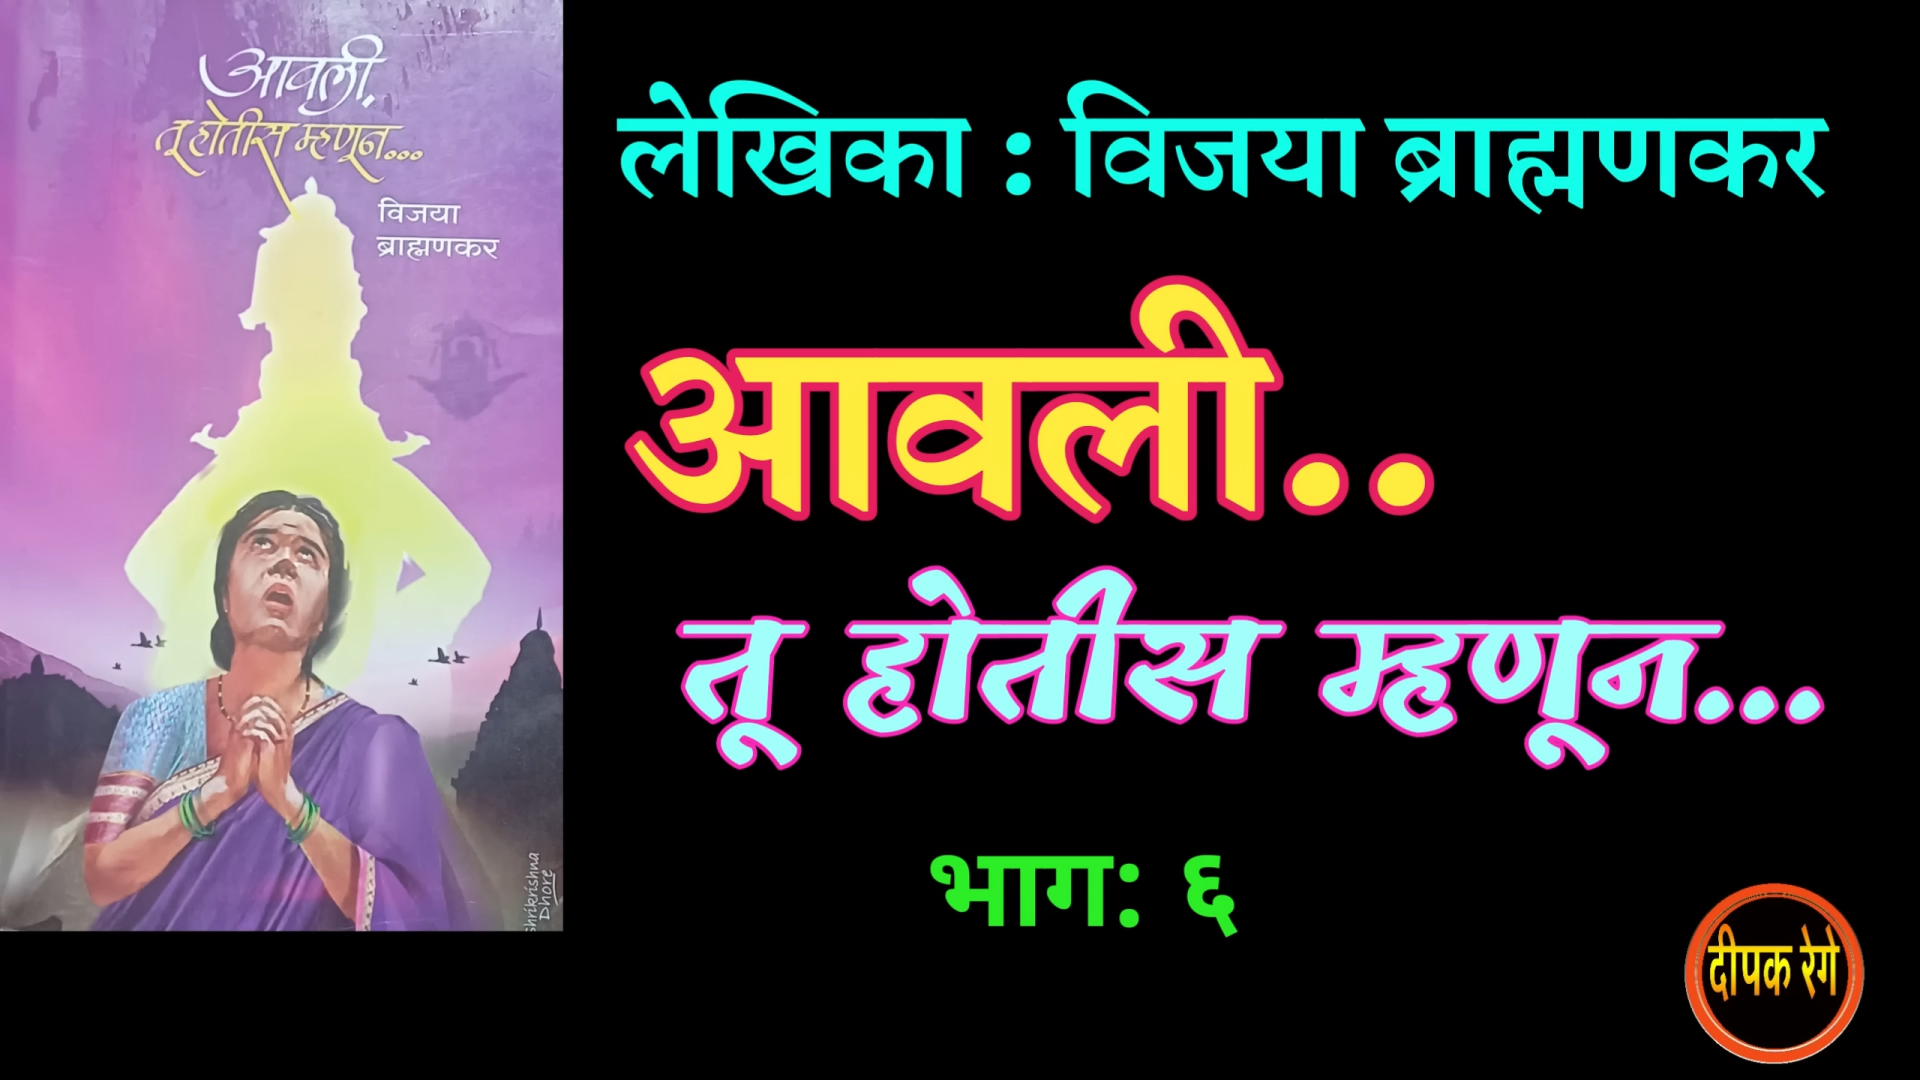 आवली,
तू होतीस म्हणून...
विजया
ब्राह्मणकर
shrikrishna
Dhore
लेखिका : विजया ब्राह्मणकर
आवली..
तू होतीस म्हणून...
भाग: ६
दीपक रेगे